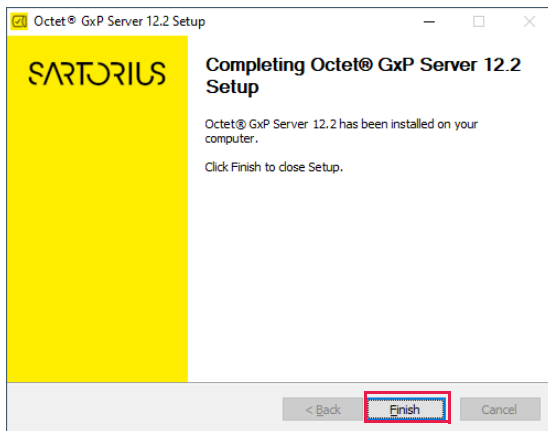 Octet® GxP Server 12.2 Setup
SARTORIUS
Completing Octet® GxP Server 12.2
Setup
Octet® GxP Server 12.2 has been installed on your
computer.
Click Finish to close Setup.
< Back
Finish
Cancel